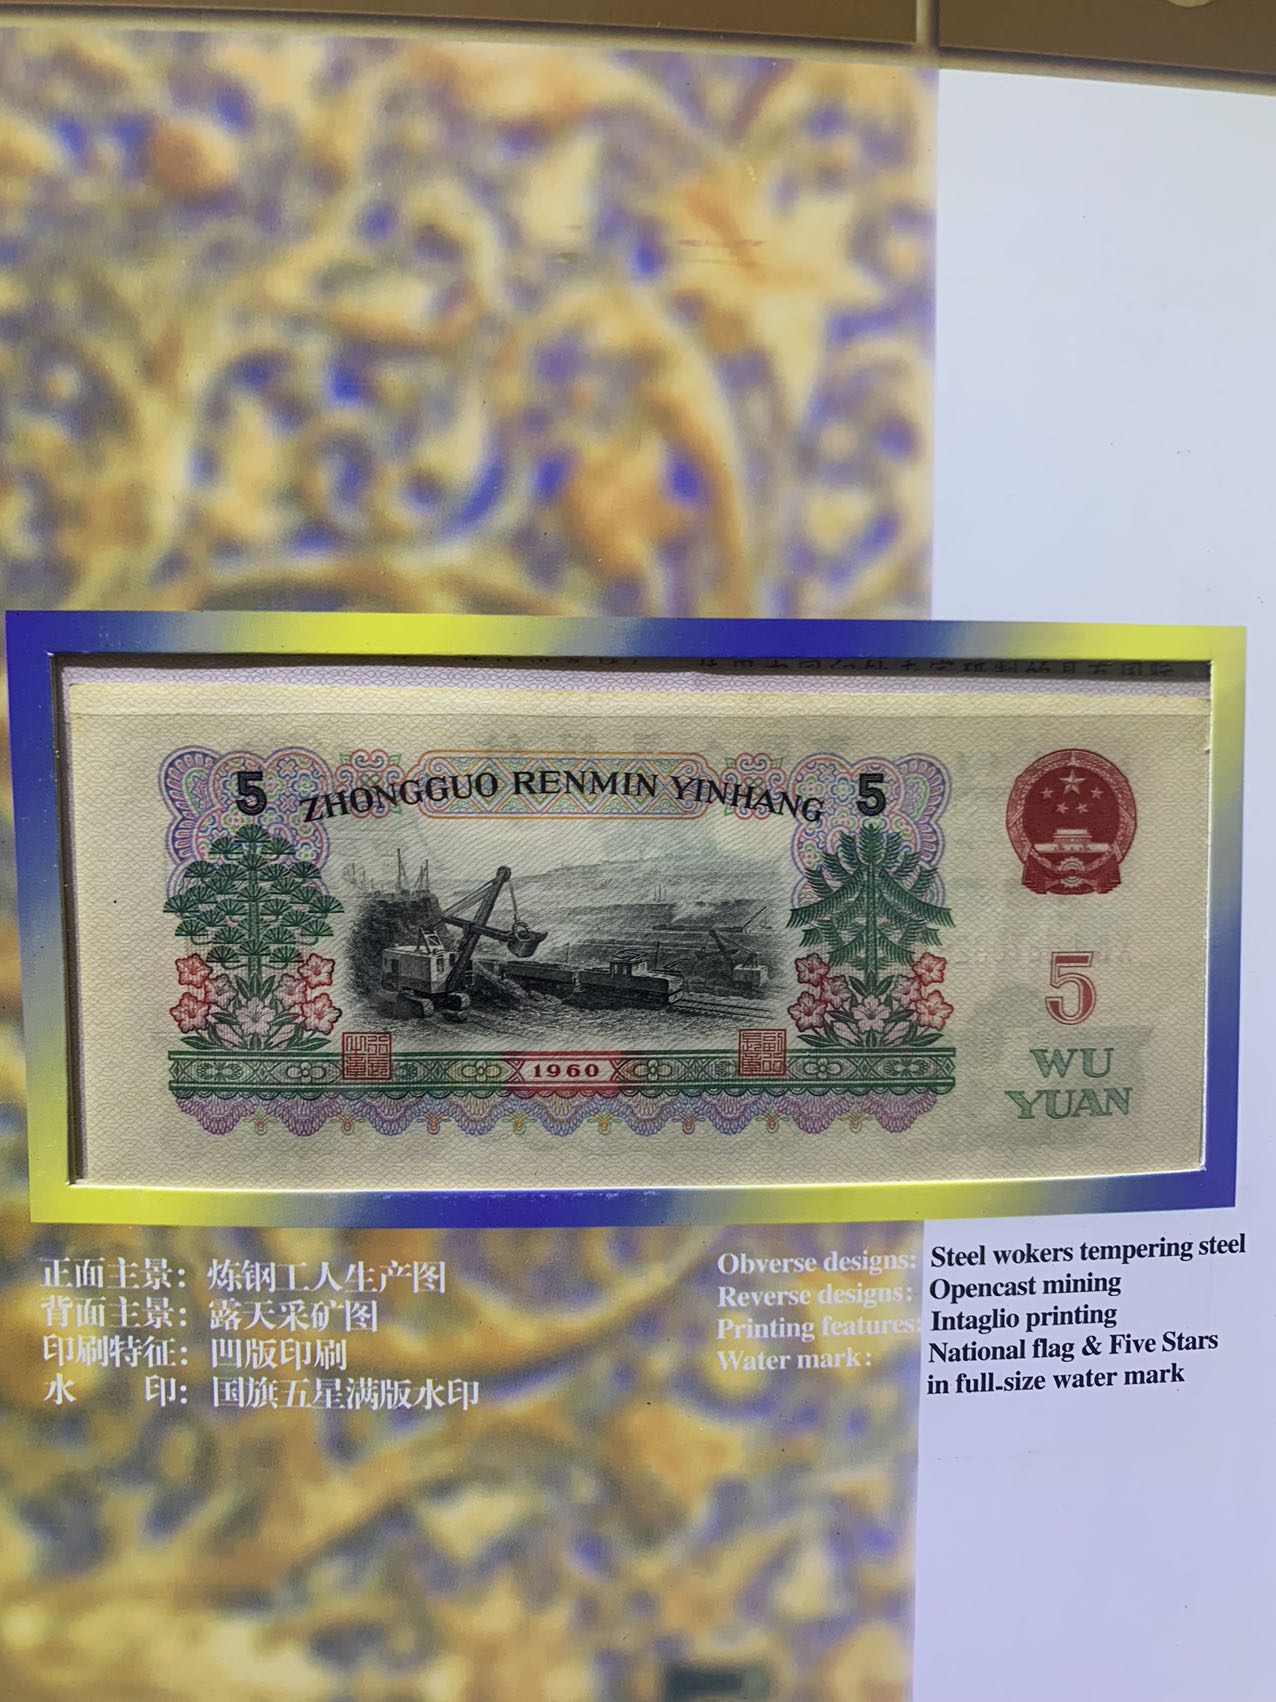 5
ZHONGGUO RENMIN YINHANG
5
5
WU
YUAN
1960
正面主景：炼钢工人生产图
背面主景：露天采矿图
印刷特征：凹版印刷
水 印：国旗五星满版水印
Obverse designs: Steel wokers tempering steel
Reverse designs: Opencast mining
Printing features: Intaglio printing
Water mark: National flag & Five Stars
in full-size water mark